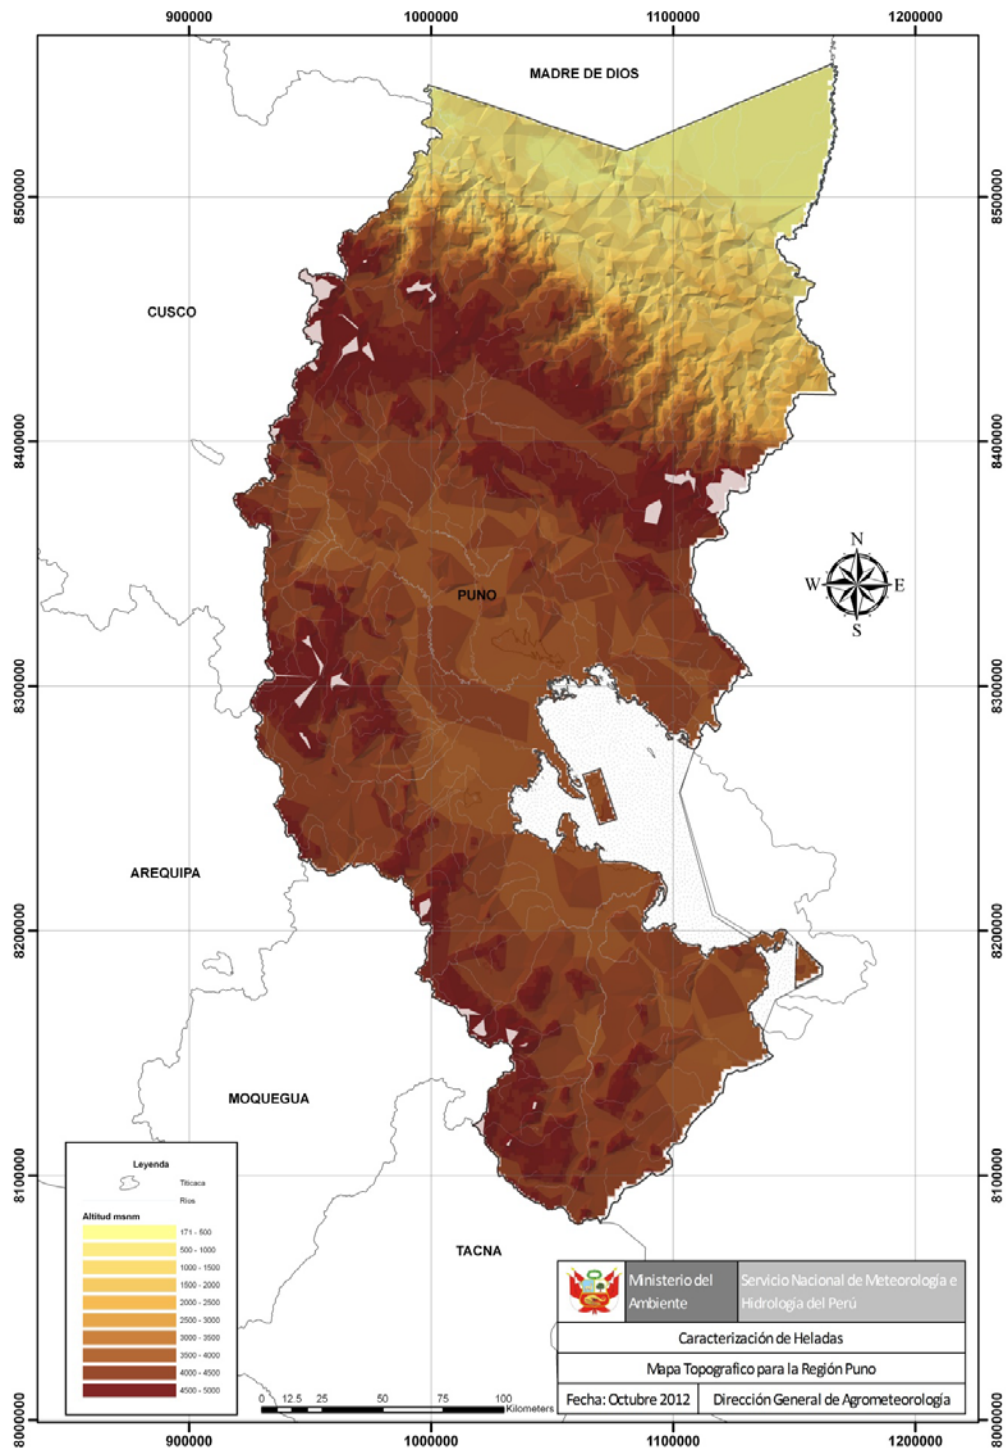 900000
1000000
1100000
1200000
MADRE DE DIOS
8500000
8500000
CUSCO
8400000
8400000
N
W
E
S
PUNO
8300000
8300000
AREQUIPA
8200000
8200000
MOQUEGUA
8100000
8100000
TACNA
Leyenda
Titicaca
Rios
Altitud msnm
171 - 500
500 - 1000
1000 - 1500
1500 - 2000
2000 - 2500
2500 - 3000
3000 - 3500
3500 - 4000
4000 - 4500
4500 - 5000
0 12.5 25 50 75 100
Kilometers
Ministerio del
Ambiente
Servicio Nacional de Meteorología e
Hidrología del Perú
Caracterización de Heladas
Mapa Topografico para la Región Puno
Fecha: Octubre 2012
Dirección General de Agrometeorología
8000000
8000000
900000
1000000
1100000
1200000